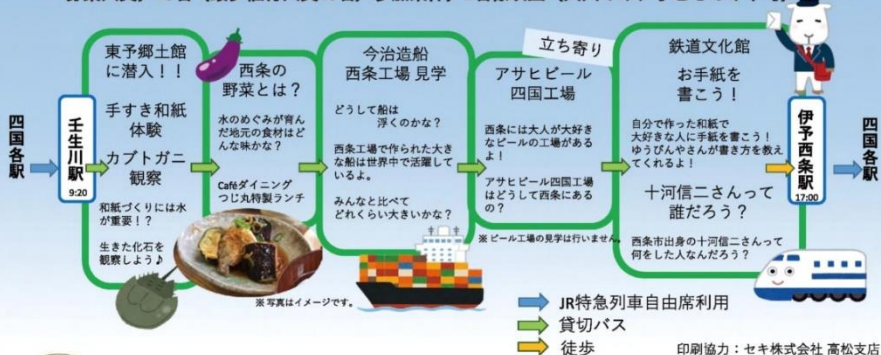 四国各駅
壬生川駅
9:20
東予郷土館
に潜入！！
手すき和紙
体験
カブトガニ
観察
和紙づくりには水
が重要！？
生きた化石を
観察しよう♪
西条の
野菜とは？
水のめぐみが育ん
だ地元の食材はど
んな味かな？
Caféダイニング
つじ丸特製ランチ
※写真はイメージです。
今治造船
西条工場 見学
どうして船は
浮くのかな？
西条工場で作られた大き
な船は世界中で活躍して
いるよ。
みんなと比べて
どれくらい大きいかな？
立ち寄り
アサヒビール
四国工場
西条には大人が大好き
なビールの工場がある
よ！
アサヒビール四国工場
はどうして西条にある
の？
※ビール工場の見学は行いません。
鉄道文化館
お手紙を
書こう！
自分で作った和紙で
大好きな人に手紙を書こう！
ゆうびんやさんが書き方を教え
てくれるよ！
十河信二さんって
誰だろう？
西条市出身の十河信二さんって
何をした人なんだろう？
伊予西条駅
17:00
四国各駅
JR特急列車自由席利用
貸切バス
徒歩
印刷協力：セキ株式会社 高松支店